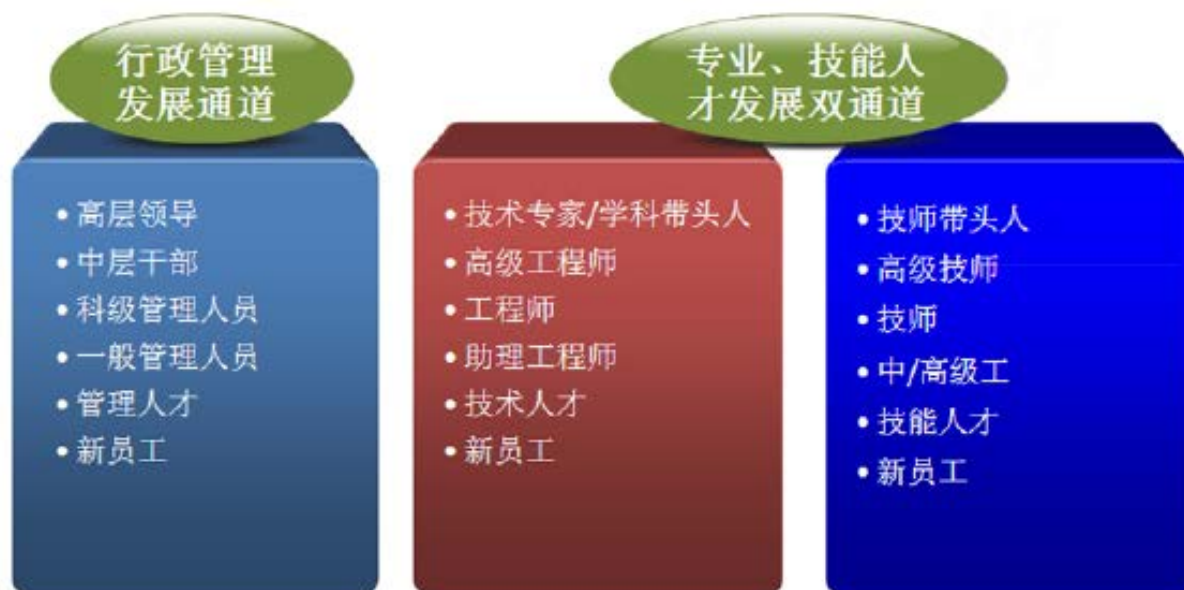 行政管理
发展通道
专业、技能人
才发展双通道
• 高层领导
• 中层干部
• 科级管理人员
• 一般管理人员
• 管理人才
• 新员工
• 技术专家/学科带头人
• 高级工程师
• 工程师
• 助理工程师
• 技术人才
• 新员工
• 技师带头人
• 高级技师
• 技师
• 中/高级工
• 技能人才
• 新员工